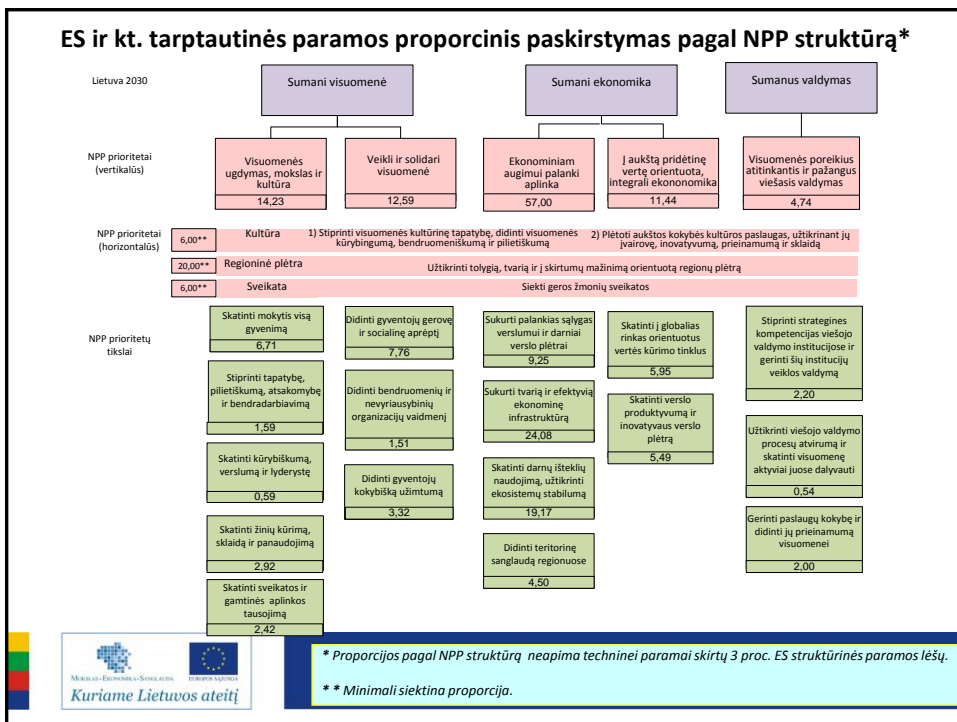 ES ir kt. tarptautinės paramos proporcinis paskirstymas pagal NPP struktūrą*
Lietuva 2030
Sumani visuomenė
Sumani ekonomika
Sumanus valdymas
NPP prioritetai
(vertikalūs)
Visuomenės
ugdymas, mokslas ir
kultūra
14,23
Veikli ir solidari
visuomenė
12,59
Ekonominiam
augimui palanki
aplinka
57,00
Į aukštą pridėtinę
vertę orientuota,
integrali ekononomika
11,44
Visuomenės poreikius
atitinkantis ir pažangus
viešasis valdymas
4,74
NPP prioritetai
(horizontalūs)
6,00**
Kultūra
1) Stiprinti visuomenės kultūrinę tapatybę, didinti visuomenės
kūrybingumą, bendruomeniškumą ir pilietiškumą
2) Plėtoti aukštos kokybės kultūros paslaugas, užtikrinant jų
įvairovę, inovatyvumą, prieinamumą ir sklaidą
20,00**
Regioninė plėtra
Užtikrinti tolygią, tvarią ir į skirtumų mažinimą orientuotą regionų plėtrą
6,00**
Sveikata
Siekti geros žmonių sveikatos
NPP prioritetų
tikslai
Skatinti mokytis visą
gyvenimą
6,71
Stiprinti tapatybę,
pilietiškumą, atsakomybę
ir bendradarbiavimą
1,59
Skatinti kūrybiškumą,
verslumą ir lyderystę
0,59
Skatinti žinių kūrimą,
sklaidą ir panaudojimą
2,92
Skatinti sveikatos ir
gamtinės aplinkos
tausojimą
2,42
Didinti gyventojų gerovę
ir socialinę aprėptį
7,76
Didinti bendruomenių ir
nevyriausybinių
organizacijų vaidmenį
1,51
Didinti gyventojų
kokybišką užimtumą
3,32
Sukurti palankias sąlygas
verslumui ir darniai
verslo plėtrai
9,25
Sukurti tvarią ir efektyvią
ekonominę
infrastruktūrą
24,08
Skatinti darnų išteklių
naudojimą, užtikrinti
ekosistemų stabilumą
19,17
Didinti teritorinę
sanglaudą regionuose
4,50
Skatinti į globalias
rinkas orientuotus
vertės kūrimo tinklus
5,95
Skatinti verslo
produktyvumą ir
inovatyvaus verslo
plėtrą
5,49
Stiprinti strategines
kompetencijas viešojo
valdymo institucijose ir
gerinti šių institucijų
veiklos valdymą
2,20
Užtikrinti viešojo valdymo
procesų atvirumą ir
skatinti visuomenę
aktyviai juose dalyvauti
0,54
Gerinti paslaugų kokybę ir
didinti jų prieinamumą
visuomenei
2,00
Mokslas • Ekonomika • Sanglauda
EUROPOS SĄJUNGA
Kuriame Lietuvos ateitį
* Proporcijos pagal NPP struktūrą neapima techninei paramai skirtų 3 proc. ES struktūrinės paramos lėšų.
* * Minimali siektina proporcija.